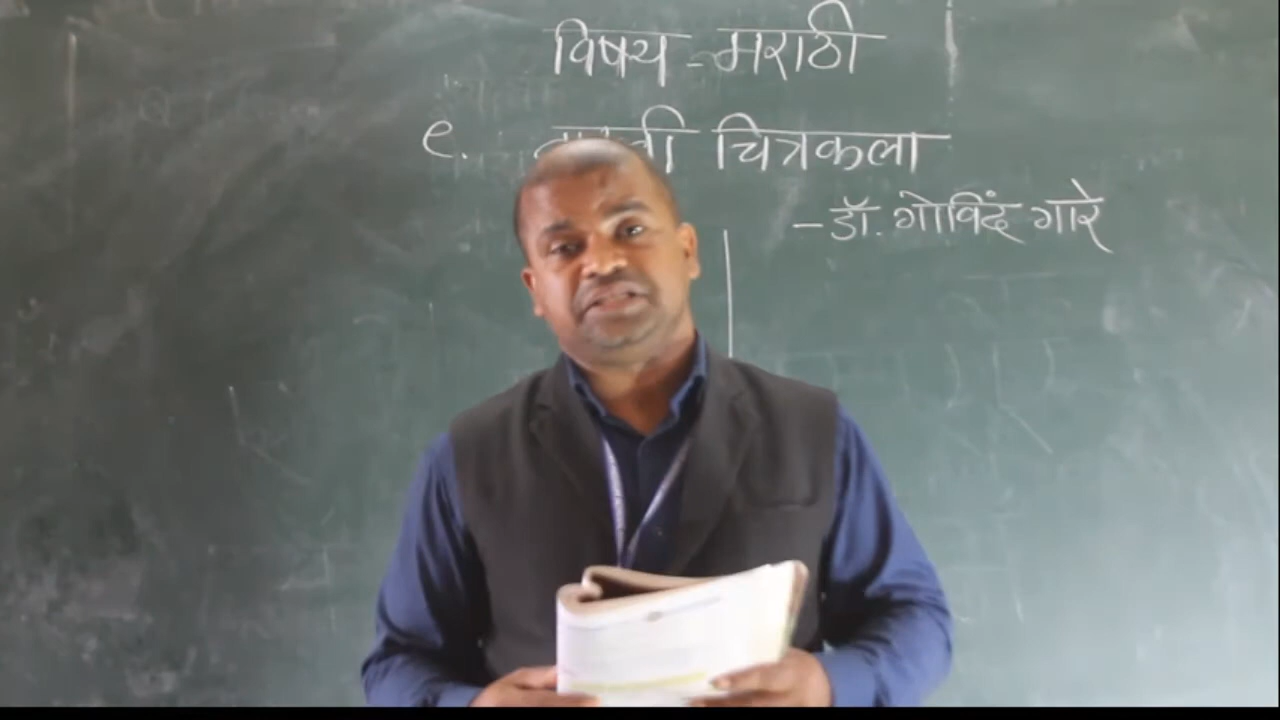 विषय - मराठी
९. चित्रकला
- डॉ. गोविंद गारे